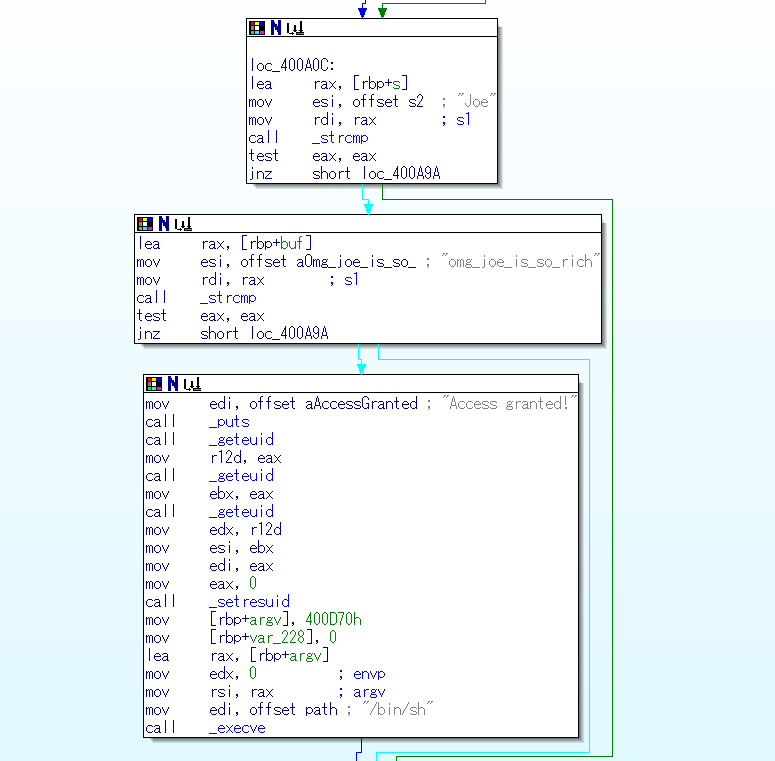 loc_400A0C:
lea rax, [rbp+s]
mov esi, offset s2 ; "Joe"
mov rdi, rax ; s1
call _strcmp
test eax, eax
jnz short loc_400A9A
lea rax, [rbp+buf]
mov esi, offset aOmg_joe_is_so_ ; "omg_joe_is_so_rich"
mov rdi, rax ; s1
call _strcmp
test eax, eax
jnz short loc_400A9A
mov edi, offset aAccessGranted ; "Access granted!"
call _puts
call _geteuid
mov r12d, eax
call _geteuid
mov ebx, eax
call _geteuid
mov edx, r12d
mov esi, ebx
mov edi, eax
mov eax, 0
call _setresuid
mov [rbp+argv], 400D70h
mov [rbp+var_228], 0
lea rax, [rbp+argv]
mov edx, 0 ; envp
mov rsi, rax ; argv
mov edi, offset path ; "/bin/sh"
call _execve